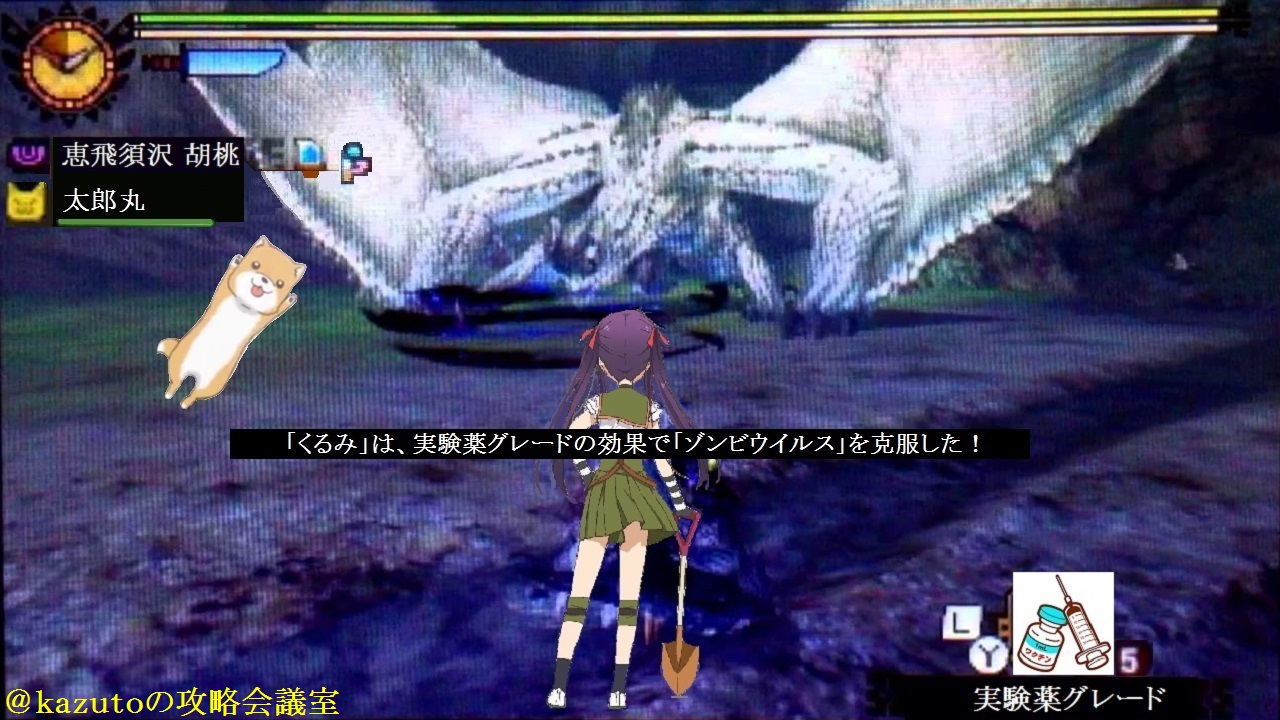 恵飛須沢 胡桃
太郎丸
「くるみ」は、実験薬グレードの効果で「ゾンビウイルス」を克服した！
L
Y
1mL
ワクチン
5
実験薬グレード
@kazutoの攻略会議室